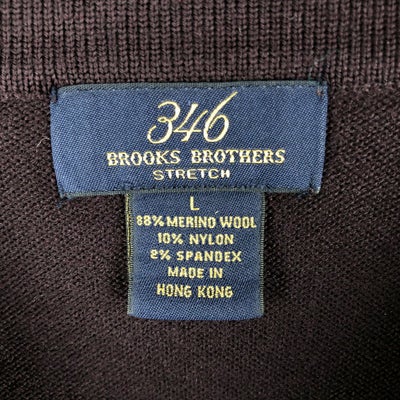 346
BROOKS BROTHERS
STRETCH
L
88% MERINO WOOL
10% NYLON
2% SPANDEX
MADE IN
HONG KONG